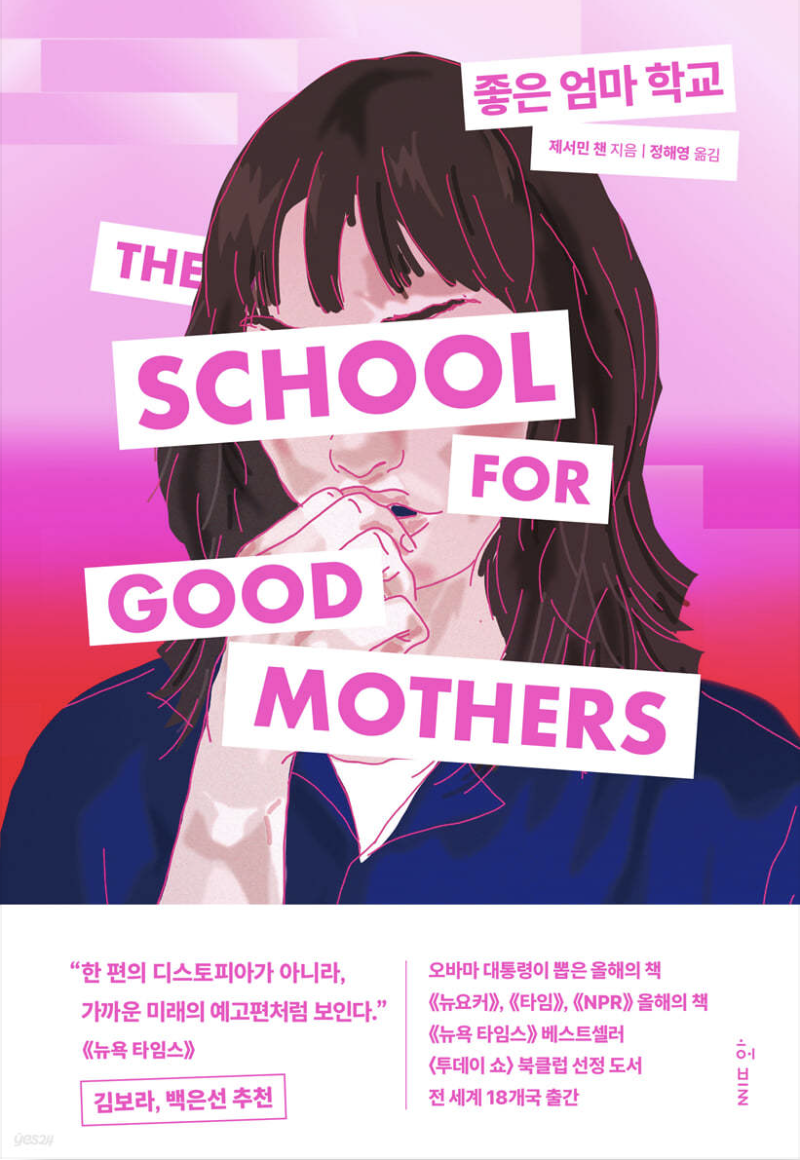 좋은 엄마 학교
제서민 챈 지음 | 정해영 옮김
THE
SCHOOL
FOR
GOOD
MOTHERS
“한 편의 디스토피아가 아니라,
가까운 미래의 예고편처럼 보인다.”
《뉴욕 타임스》
김보라, 백은선 추천
오바마 대통령이 뽑은 올해의 책
《뉴요커》, 《타임》, 《NPR》 올해의 책
《뉴욕 타임스》 베스트셀러
〈투데이 쇼〉 북클럽 선정 도서
전 세계 18개국 출간
허블
yes24